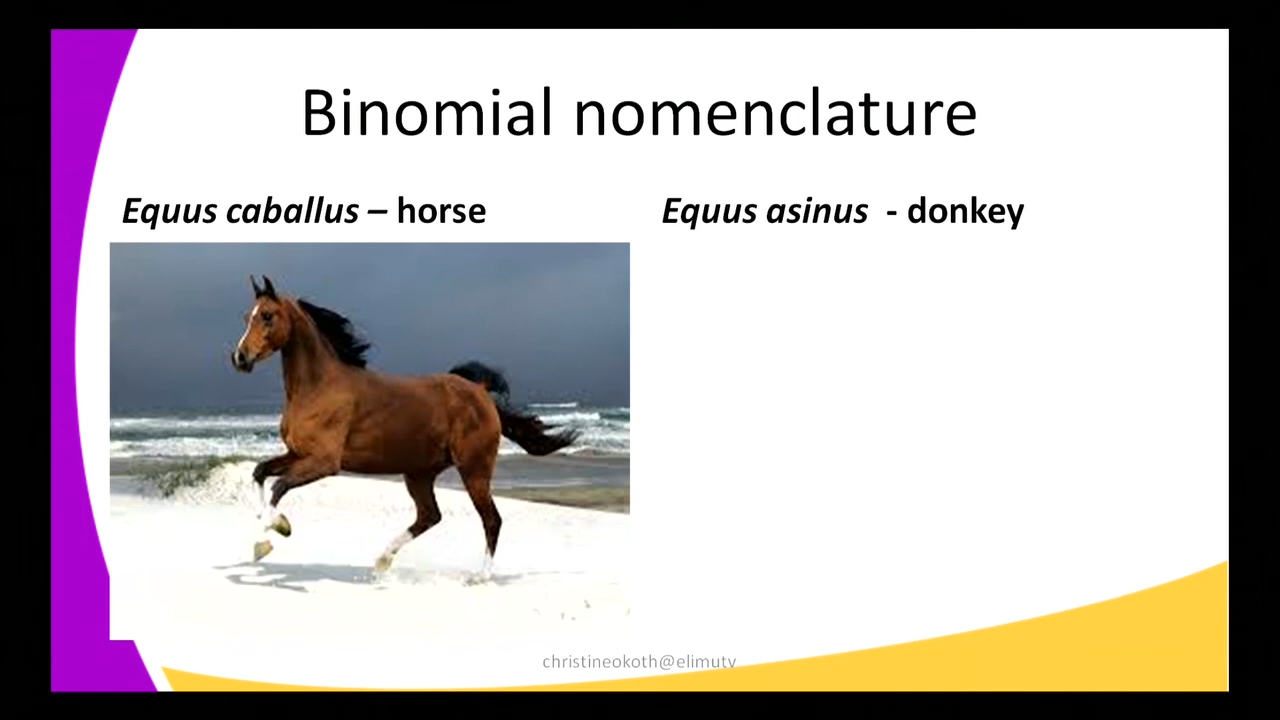 Binomial nomenclature
Equus caballus – horse
Equus asinus - donkey
christineokoth@elimutv